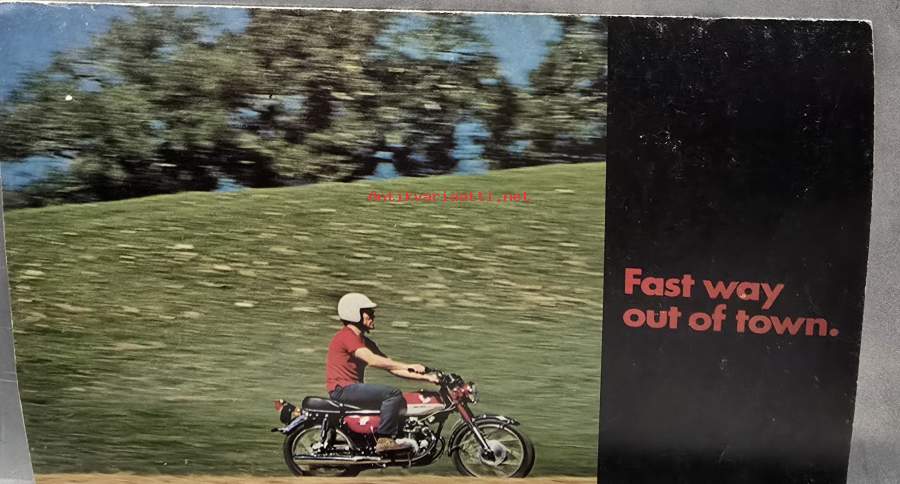 antikvariaatti.net
Fast way
out of town.